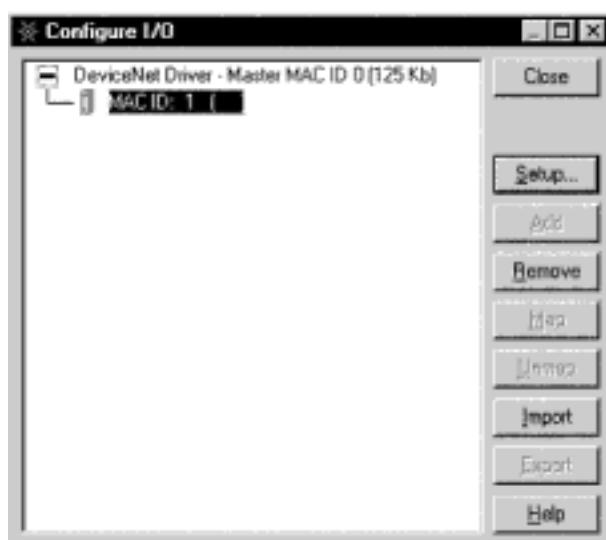 Configure I/O
DeviceNet Driver - Master MAC ID 0 (125 Kb)
MAC ID: 1 (
Close
Setup...
Add
Remove
Map
Unmap
Import
Export
Help